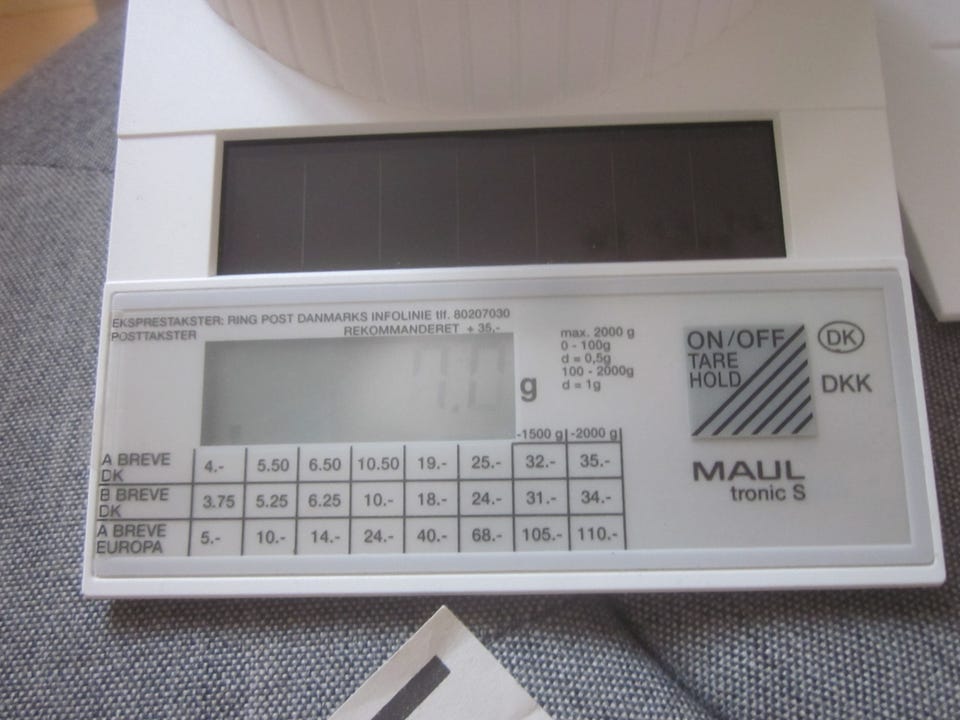 EKSPRESTAKSTER: RING POST DANMARKS INFOLINIE tlf. 80207030
POSTTAKSTER REKOMMANDERET + 35,-
g
max. 2000 g
0 - 100g
d = 0,5g
100 - 2000g
d = 1g
ON/OFF
TARE
HOLD
DK
DKK
-1500 g -2000 g
A BREVE DK 4.- 5.50 6.50 10.50 19.- 25.- 32.- 35.-
B BREVE DK 3.75 5.25 6.25 10.- 18.- 24.- 31.- 34.-
A BREVE EUROPA 5.- 10.- 14.- 24.- 40.- 68.- 105.- 110.-
MAUL
tronic S